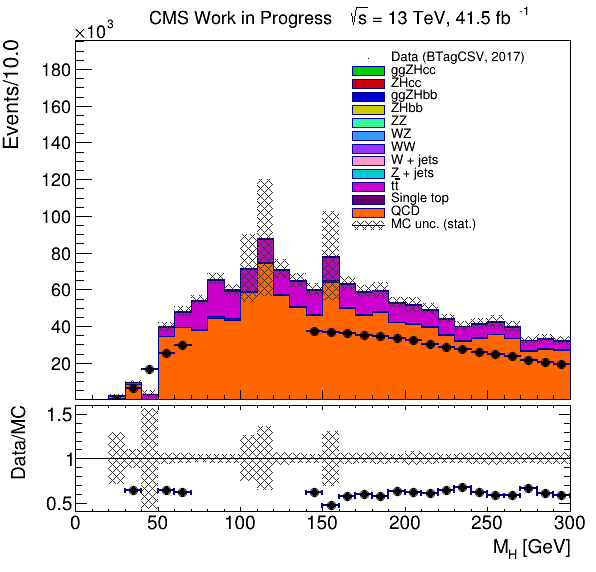 CMS Work in Progress √s = 13 TeV, 41.5 fb⁻¹
×10³
Events/10.0
180
160
140
120
100
80
60
40
20
Data (BTagCSV, 2017)
ggZHcc
ZHcc
ggZHbb
ZHbb
ZZ
WZ
WW
W + jets
Z + jets
tt̅
Single top
QCD
MC unc. (stat.)
Data/MC
1.5
1
0.5
0 50 100 150 200 250 300
M_H [GeV]